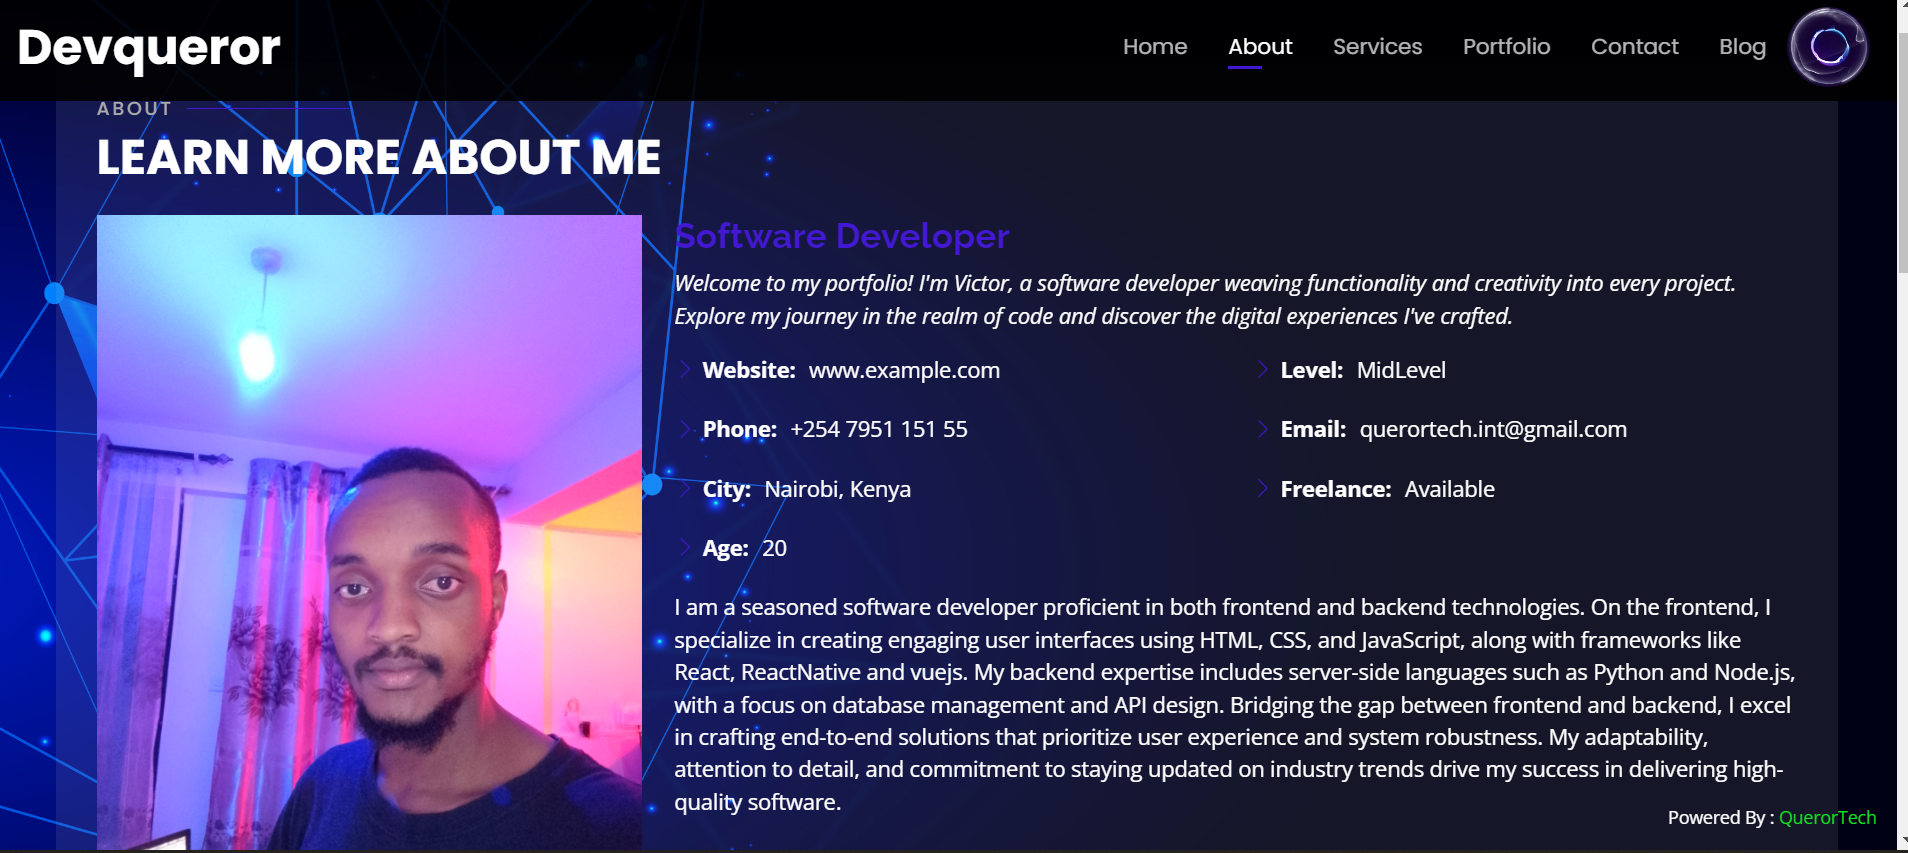 Devqueror
Home About Services Portfolio Contact Blog
ABOUT
LEARN MORE ABOUT ME
Software Developer
Welcome to my portfolio! I'm Victor, a software developer weaving functionality and creativity into every project.
Explore my journey in the realm of code and discover the digital experiences I've crafted.
Website: www.example.com
Level: MidLevel
Phone: +254 7951 151 55
Email: querortech.int@gmail.com
City: Nairobi, Kenya
Freelance: Available
Age: 20
I am a seasoned software developer proficient in both frontend and backend technologies. On the frontend, I
specialize in creating engaging user interfaces using HTML, CSS, and JavaScript, along with frameworks like
React, ReactNative and vuejs. My backend expertise includes server-side languages such as Python and Node.js,
with a focus on database management and API design. Bridging the gap between frontend and backend, I excel
in crafting end-to-end solutions that prioritize user experience and system robustness. My adaptability,
attention to detail, and commitment to staying updated on industry trends drive my success in delivering high-
quality software.
Powered By : QuerorTech